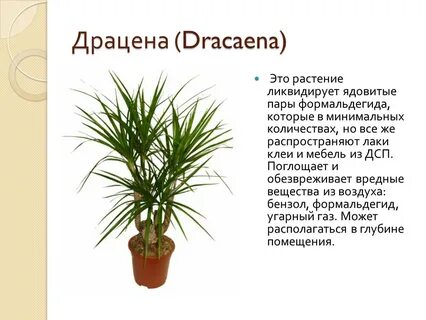 Драцена (Dracaena)
Это растение
ликвидирует ядовитые
пары формальдегида,
которые в минимальных
количествах, но все же
распространяют лаки
клеи и мебель из ДСП.
Поглощает и
обезвреживает вредные
вещества из воздуха:
бензол, формальдегид,
угарный газ. Может
располагаться в глубине
помещения.